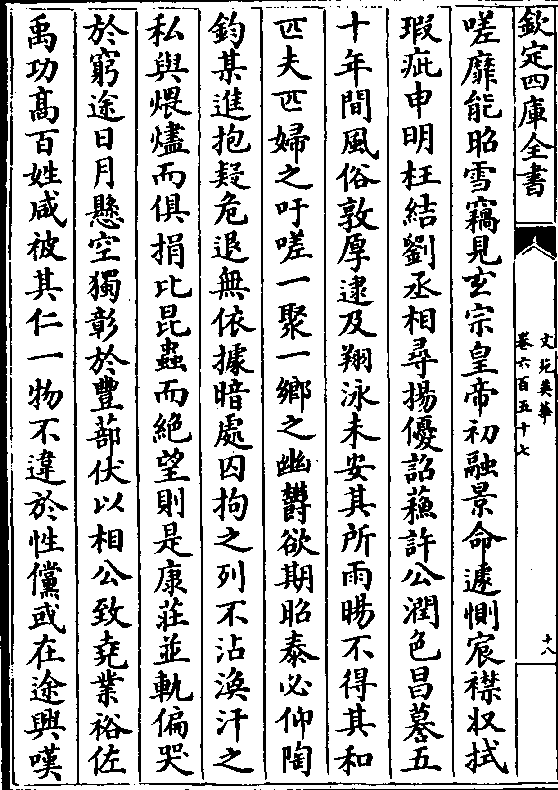 欽定四庫全書
文苑英華
卷六百五十七
十八
嗟靡能昭雪竊見玄宗皇帝初融景命遽惻宸襟收拭
瑕疵申明枉結劉丞相尋揚優詔蘓許公潤色昌謩五
十年間風俗敦厚逮及翔泳未安其所雨暘不得其和
匹夫匹婦之吁嗟一聚一鄉之幽欝欲期昭泰必仰陶
鈞某進抱疑危退無依據暗處囚拘之列不沾渙汗之
私與煨燼而俱捐比昆蟲而絶望則是康莊並軌偏哭
於窮途日月懸空獨彰於豐蔀伏以相公致堯業裕佐
禹功髙百姓咸被其仁一物不違於性儻或在途興嘆